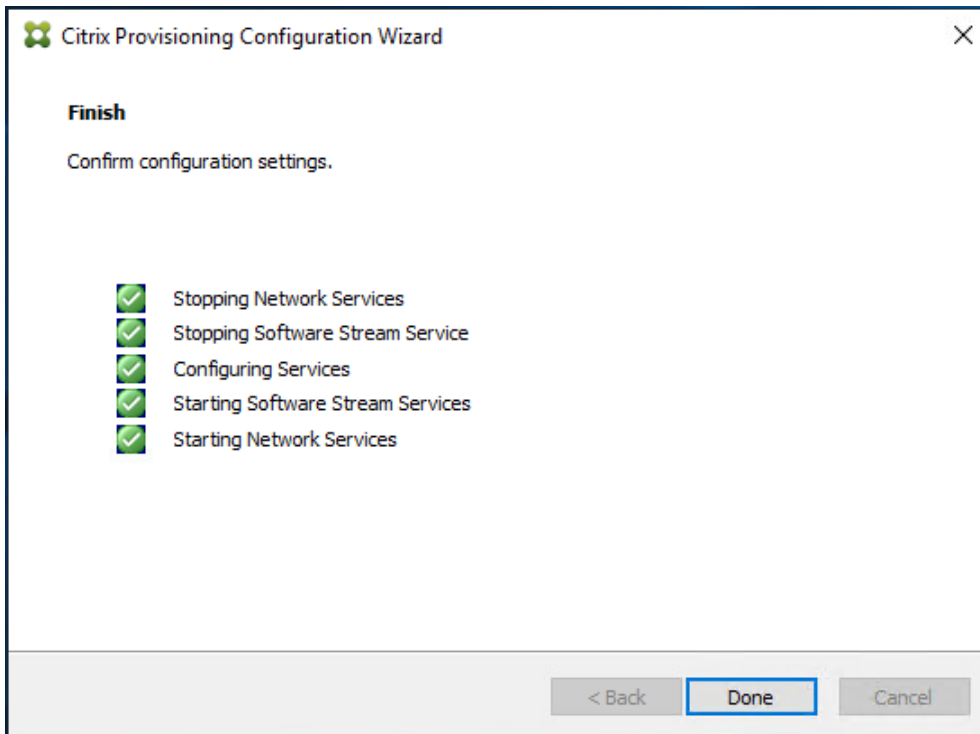 Citrix Provisioning Configuration Wizard
Finish
Confirm configuration settings.
Stopping Network Services
Stopping Software Stream Service
Configuring Services
Starting Software Stream Services
Starting Network Services
< Back
Done
Cancel